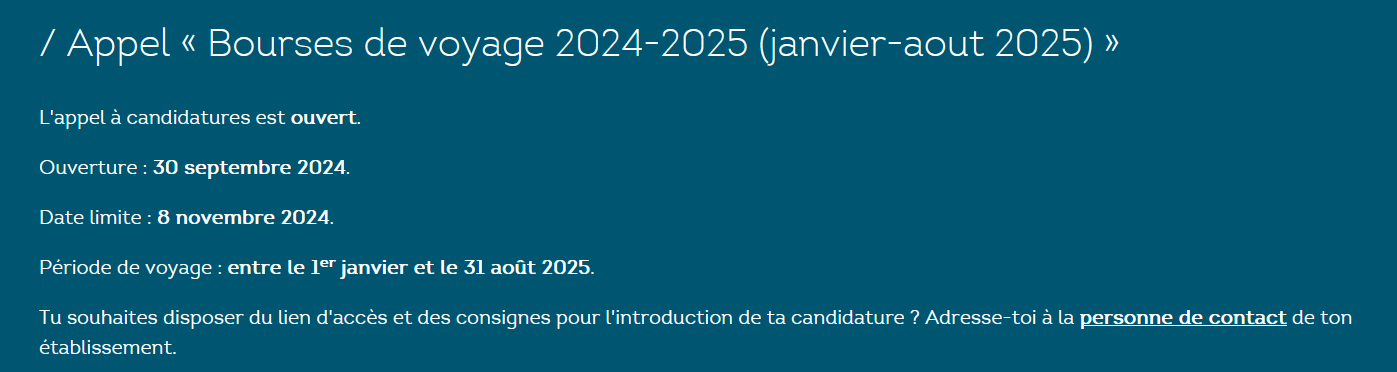 / Appel « Bourses de voyage 2024-2025 (janvier-aout 2025) »
L'appel à candidatures est ouvert.
Ouverture : 30 septembre 2024.
Date limite : 8 novembre 2024.
Période de voyage : entre le 1er janvier et le 31 août 2025.
Tu souhaites disposer du lien d'accès et des consignes pour l'introduction de ta candidature ? Adresse-toi à la personne de contact de ton
établissement.